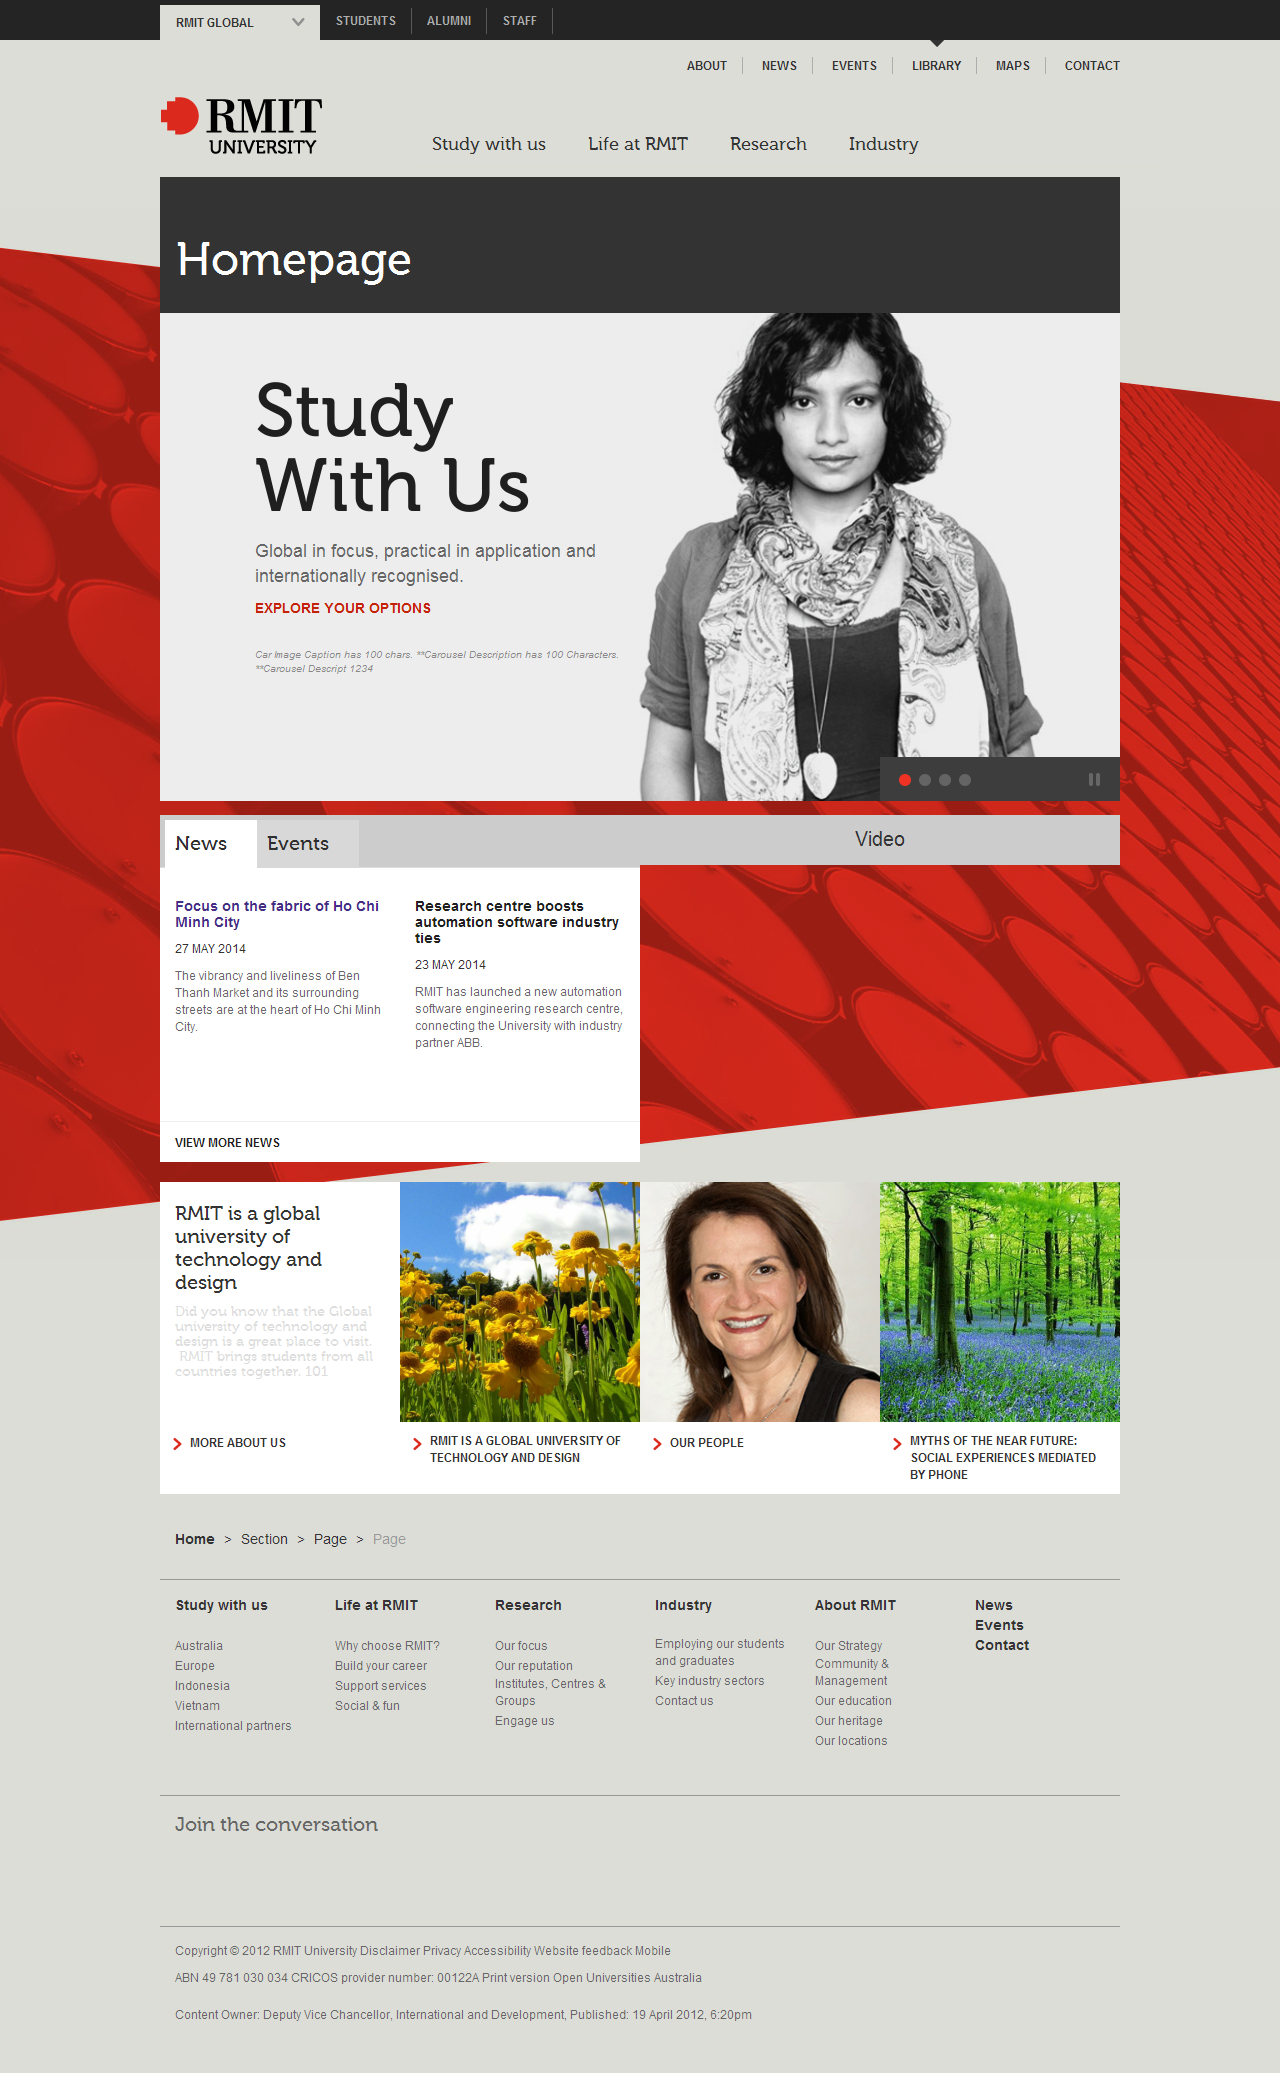 RMIT GLOBAL
STUDENTS
ALUMNI
STAFF
ABOUT
NEWS
EVENTS
LIBRARY
MAPS
CONTACT
RMIT
UNIVERSITY
Study with us
Life at RMIT
Research
Industry
Homepage
Study
With Us
Global in focus, practical in application and
internationally recognised.
EXPLORE YOUR OPTIONS
Car Image Caption has 100 chars. **Carousel Description has 100 Characters.
**Carousel Descript 1234
News
Events
Video
Focus on the fabric of Ho Chi
Minh City
27 MAY 2014
The vibrancy and liveliness of Ben
Thanh Market and its surrounding
streets are at the heart of Ho Chi Minh
City.
Research centre boosts
automation software industry
ties
23 MAY 2014
RMIT has launched a new automation
software engineering research centre,
connecting the University with industry
partner ABB.
VIEW MORE NEWS
RMIT is a global
university of
technology and
design
Did you know that the Global
university of technology and
design is a great place to visit.
RMIT brings students from all
countries together. 101
MORE ABOUT US
RMIT IS A GLOBAL UNIVERSITY OF
TECHNOLOGY AND DESIGN
OUR PEOPLE
MYTHS OF THE NEAR FUTURE:
SOCIAL EXPERIENCES MEDIATED
BY PHONE
Home > Section > Page > Page
Study with us
Australia
Europe
Indonesia
Vietnam
International partners
Life at RMIT
Why choose RMIT?
Build your career
Support services
Social & fun
Research
Our focus
Our reputation
Institutes, Centres &
Groups
Engage us
Industry
Employing our students
and graduates
Key industry sectors
Contact us
About RMIT
Our Strategy
Community &
Management
Our education
Our heritage
Our locations
News
Events
Contact
Join the conversation
Copyright © 2012 RMIT University Disclaimer Privacy Accessibility Website feedback Mobile
ABN 49 781 030 034 CRICOS provider number: 00122A Print version Open Universities Australia
Content Owner: Deputy Vice Chancellor, International and Development, Published: 19 April 2012, 6:20pm